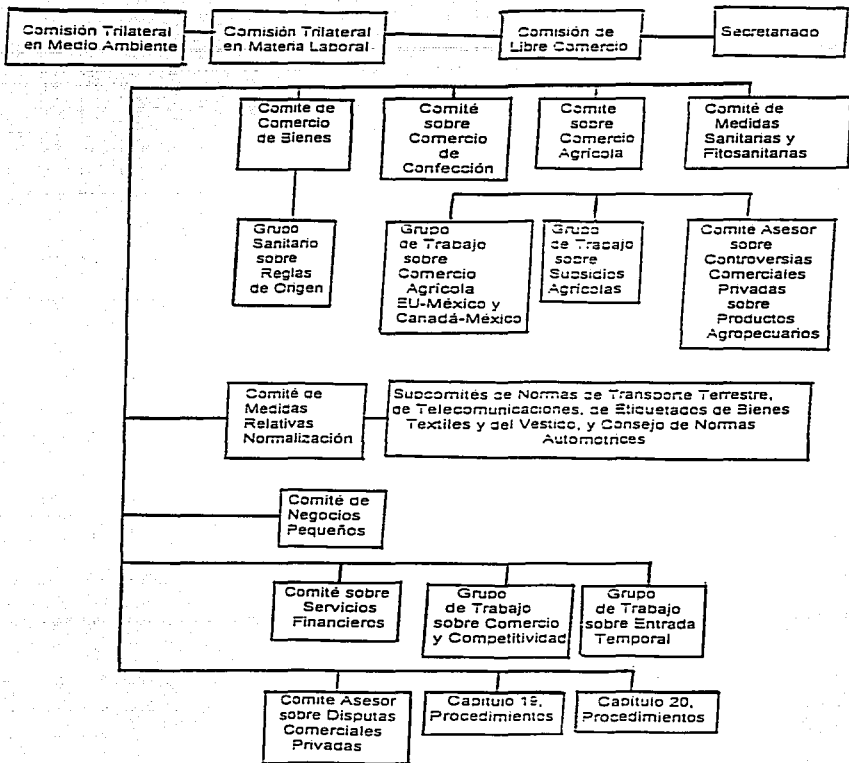 Comisión Trilateral
en Medio Ambiente
Comisión Trilateral
en Materia Laboral
Comisión de
Libre Comercio
Secretariado
Comité de
Comercio
de Bienes
Comité
sobre
Comercio
de
Confección
Comite
sobre
Comercio
Agrícola
Comité de
Medidas
Sanitarias y
Fitosanitarias
Grupo
Sanitario
sobre
Reglas
de Origen
Grupo
de Trabajo
sobre
Comercio
Agrícola
EU-México y
Canadá-México
Grupo
de Trabajo
sobre
Subsidios
Agrícolas
Comité Asesor
sobre
Controversias
Comerciales
Privadas
sobre
Productos
Agropecuarios
Comité de
Medidas
Relativas
Normalización
Subcomités de Normas de Transporte Terrestre,
de Telecomunicaciones, de Etiquetados de Bienes
Textiles y del Vestido, y Consejo de Normas
Automotrices
Comité de
Negocios
Pequeños
Comité sobre
Servicios
Financieros
Grupo
de Trabajo
sobre Comercio
y Competitividad
Grupo
de Trabajo
sobre Entrada
Temporal
Comite Asesor
sobre Disputas
Comerciales
Privadas
Capítulo 19,
Procedimientos
Capítulo 20,
Procedimientos